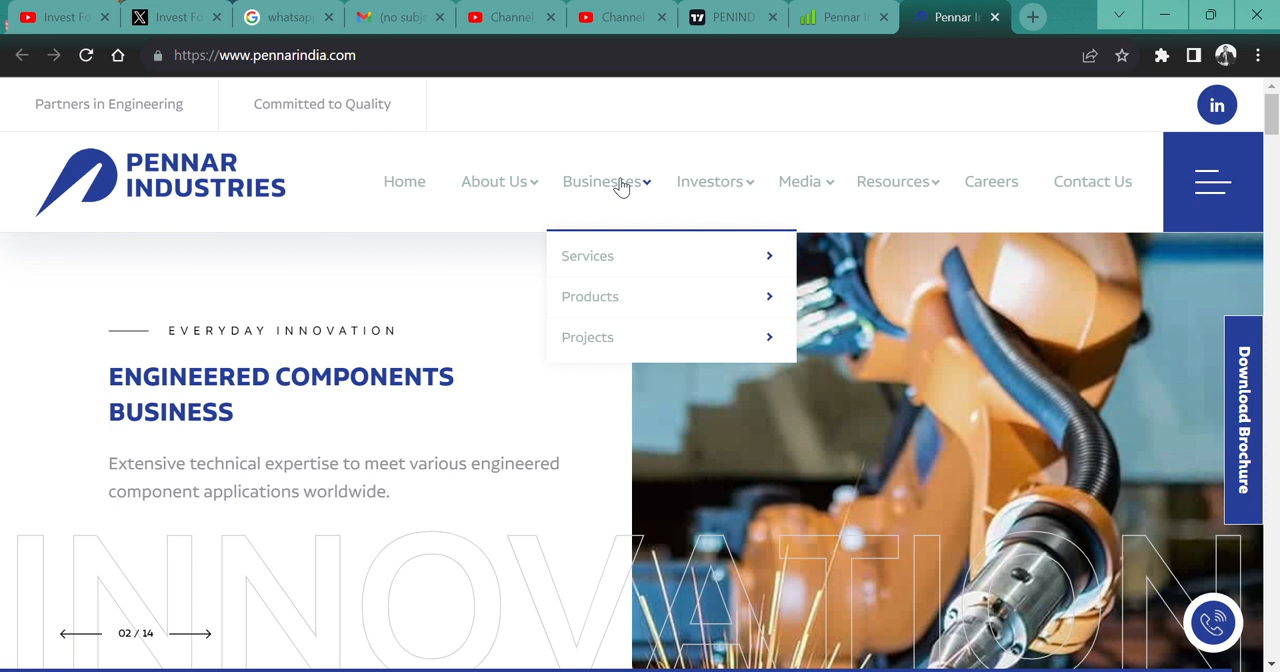 Invest Fo
Invest Fo
whatsap
(no subj
Channel
Channel
PENIND
Pennar I
Pennar I
https://www.pennarindia.com
Partners in Engineering
Committed to Quality
in
PENNAR
INDUSTRIES
Home
About Us
Businesses
Investors
Media
Resources
Careers
Contact Us
Services
Products
Projects
EVERYDAY INNOVATION
ENGINEERED COMPONENTS
BUSINESS
Extensive technical expertise to meet various engineered
component applications worldwide.
Download Brochure
INNOVATION
02 / 14